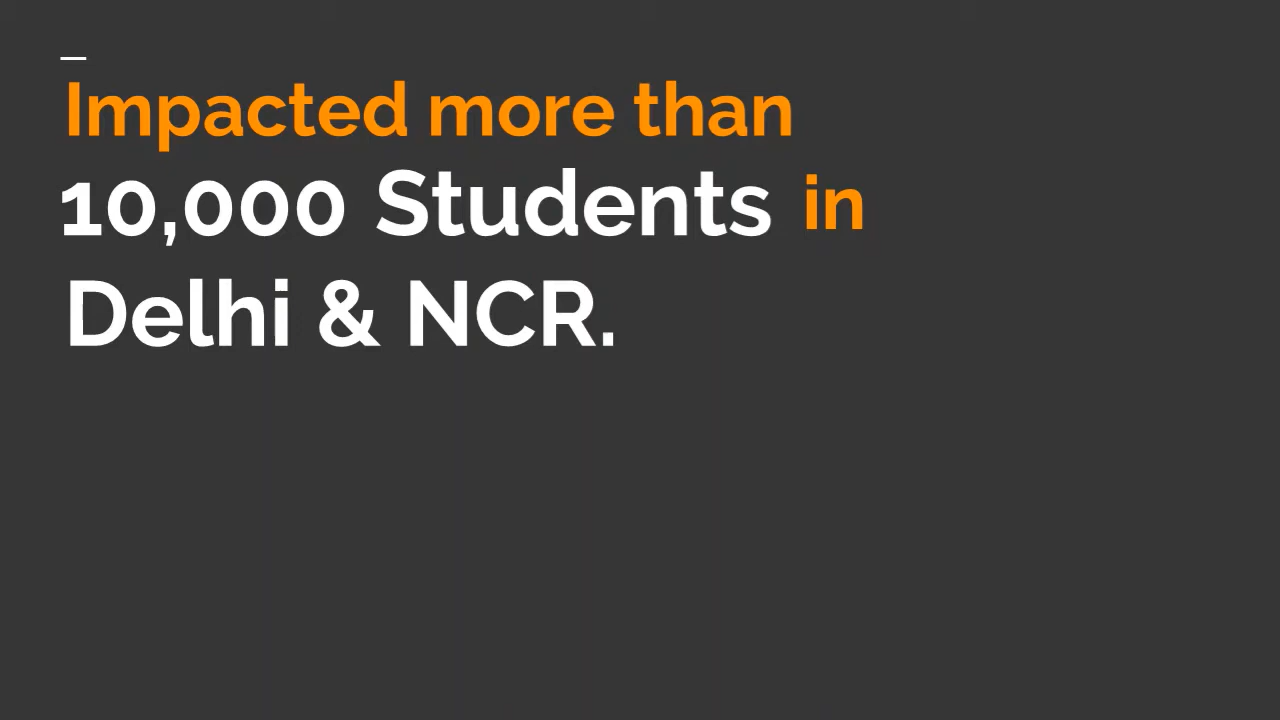 Impacted more than
10,000 Students in
Delhi & NCR.